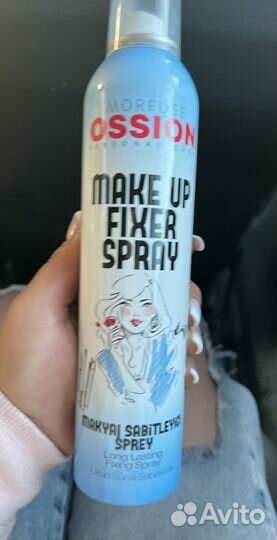 MORFOSE
OSSION
PERSONAL CARE
MAKE UP
FIXER
SPRAY
MAKYAJ SABİTLEYİCİ
SPREY
Long Lasting
Fixing Spray
Uzun Süreli Sabitleme
Avito